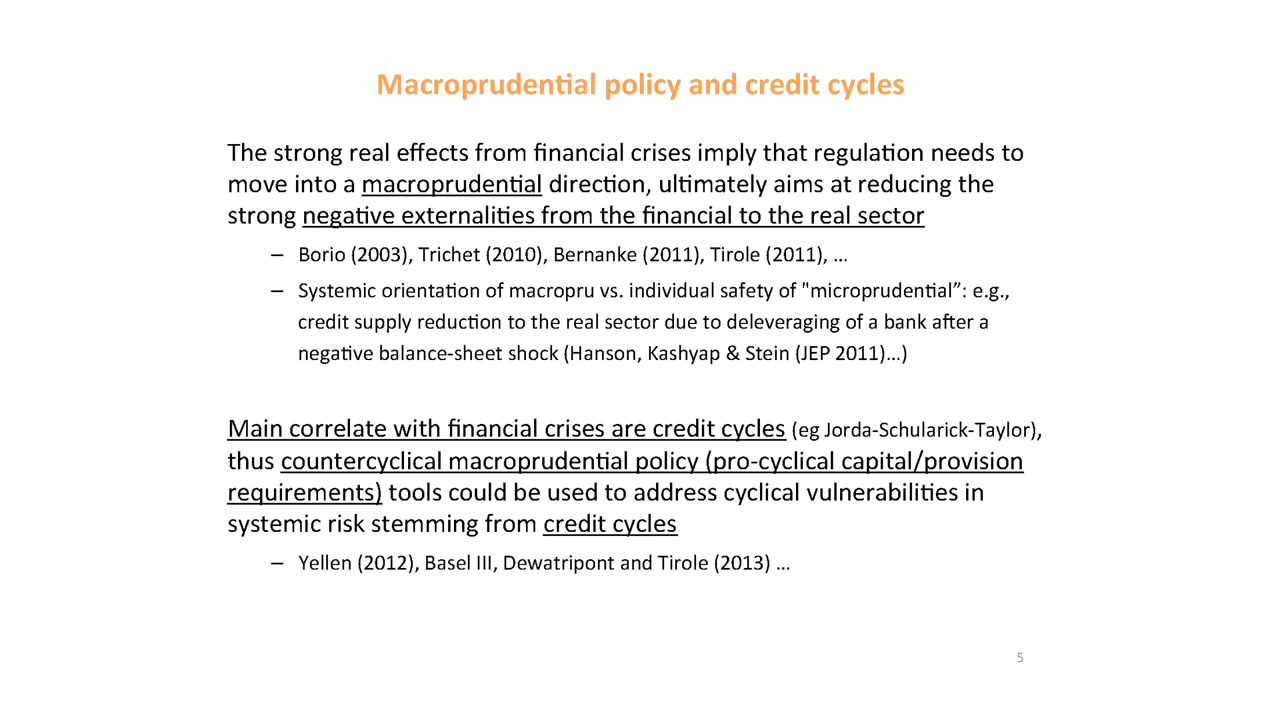 Macroprudential policy and credit cycles
The strong real effects from financial crises imply that regulation needs to
move into a macroprudential direction, ultimately aims at reducing the
strong negative externalities from the financial to the real sector
– Borio (2003), Trichet (2010), Bernanke (2011), Tirole (2011), …
– Systemic orientation of macropru vs. individual safety of "microprudential”: e.g.,
credit supply reduction to the real sector due to deleveraging of a bank after a
negative balance-sheet shock (Hanson, Kashyap & Stein (JEP 2011)…)
Main correlate with financial crises are credit cycles (eg Jorda-Schularick-Taylor),
thus countercyclical macroprudential policy (pro-cyclical capital/provision
requirements) tools could be used to address cyclical vulnerabilities in
systemic risk stemming from credit cycles
– Yellen (2012), Basel III, Dewatripont and Tirole (2013) …
5